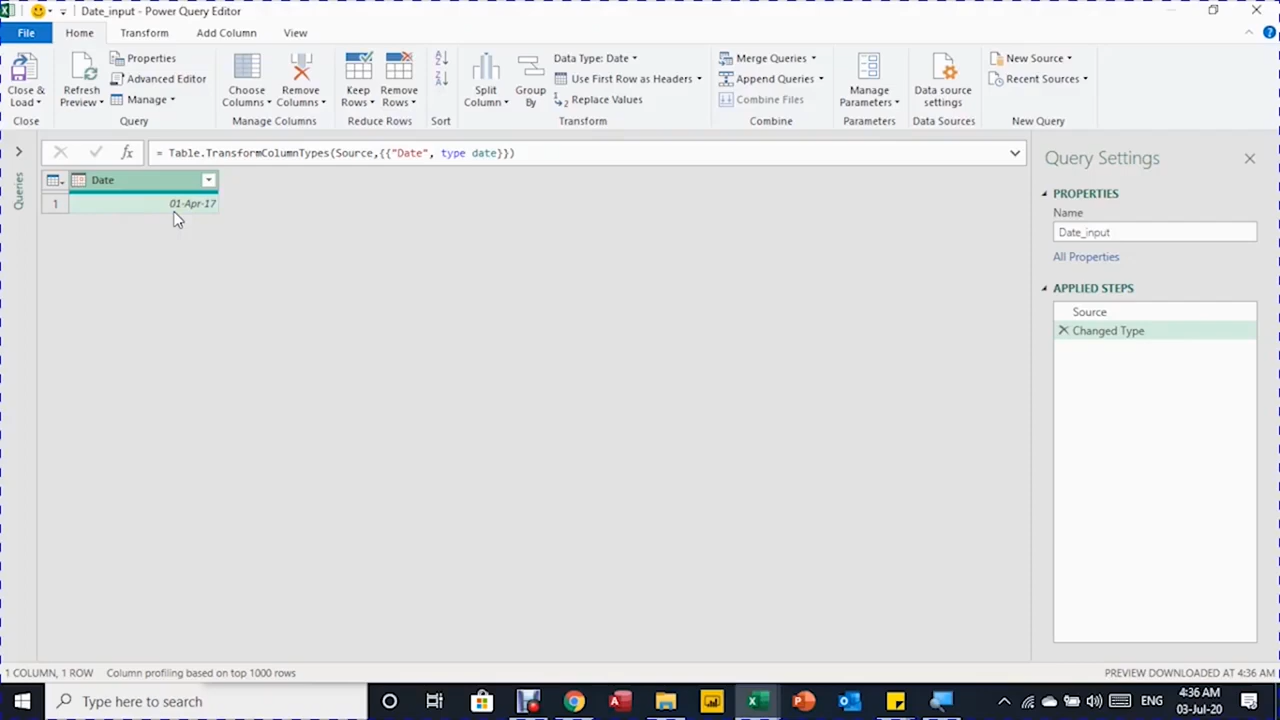 Date_input - Power Query Editor
File Home Transform Add Column View
Close & Load
Close
Refresh Preview
Properties
Advanced Editor
Manage
Query
Choose Columns
Remove Columns
Manage Columns
Keep Rows
Remove Rows
Reduce Rows
Sort
Split Column
Group By
Data Type: Date
Use First Row as Headers
Replace Values
Transform
Merge Queries
Append Queries
Combine Files
Combine
Manage Parameters
Parameters
Data source settings
Data Sources
New Source
Recent Sources
New Query
Queries
fx = Table.TransformColumnTypes(Source,{{"Date", type date}})
Date
1 01-Apr-17
Query Settings
PROPERTIES
Name
Date_input
All Properties
APPLIED STEPS
Source
Changed Type
1 COLUMN, 1 ROW Column profiling based on top 1000 rows PREVIEW DOWNLOADED AT 4:36 AM
Type here to search ENG 4:36 AM
03-Jul-20